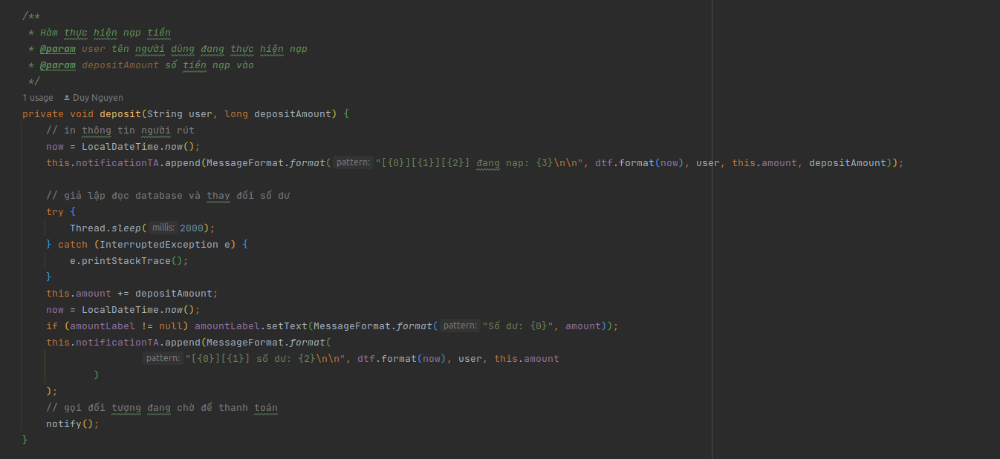 /**
* Hàm thực hiện nạp tiền
* @param user tên người dùng đang thực hiện nạp
* @param depositAmount số tiền nạp vào
*/
1 usage Duy Nguyen
private void deposit(String user, long depositAmount) {
// in thông tin người rút
now = LocalDateTime.now();
this.notificationTA.append(MessageFormat.format( pattern: "[{0}][{1}][{2}] đang nạp: {3}\n\n", dtf.format(now), user, this.amount, depositAmount));
// giả lập đọc database và thay đổi số dư
try {
Thread.sleep( millis: 2000);
} catch (InterruptedException e) {
e.printStackTrace();
}
this.amount += depositAmount;
now = LocalDateTime.now();
if (amountLabel != null) amountLabel.setText(MessageFormat.format( pattern: "Số dư: {0}", amount));
this.notificationTA.append(MessageFormat.format(
pattern: "[{0}][{1}] số dư: {2}\n\n", dtf.format(now), user, this.amount
)
);
// gọi đối tượng đang chờ để thanh toán
notify();
}